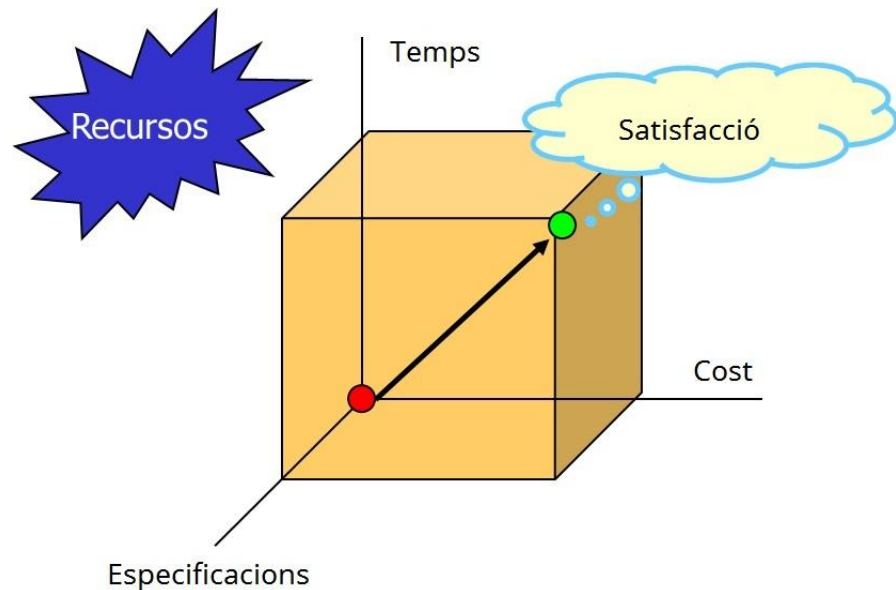 Temps
Recursos
Satisfacció
Cost
Especificacions